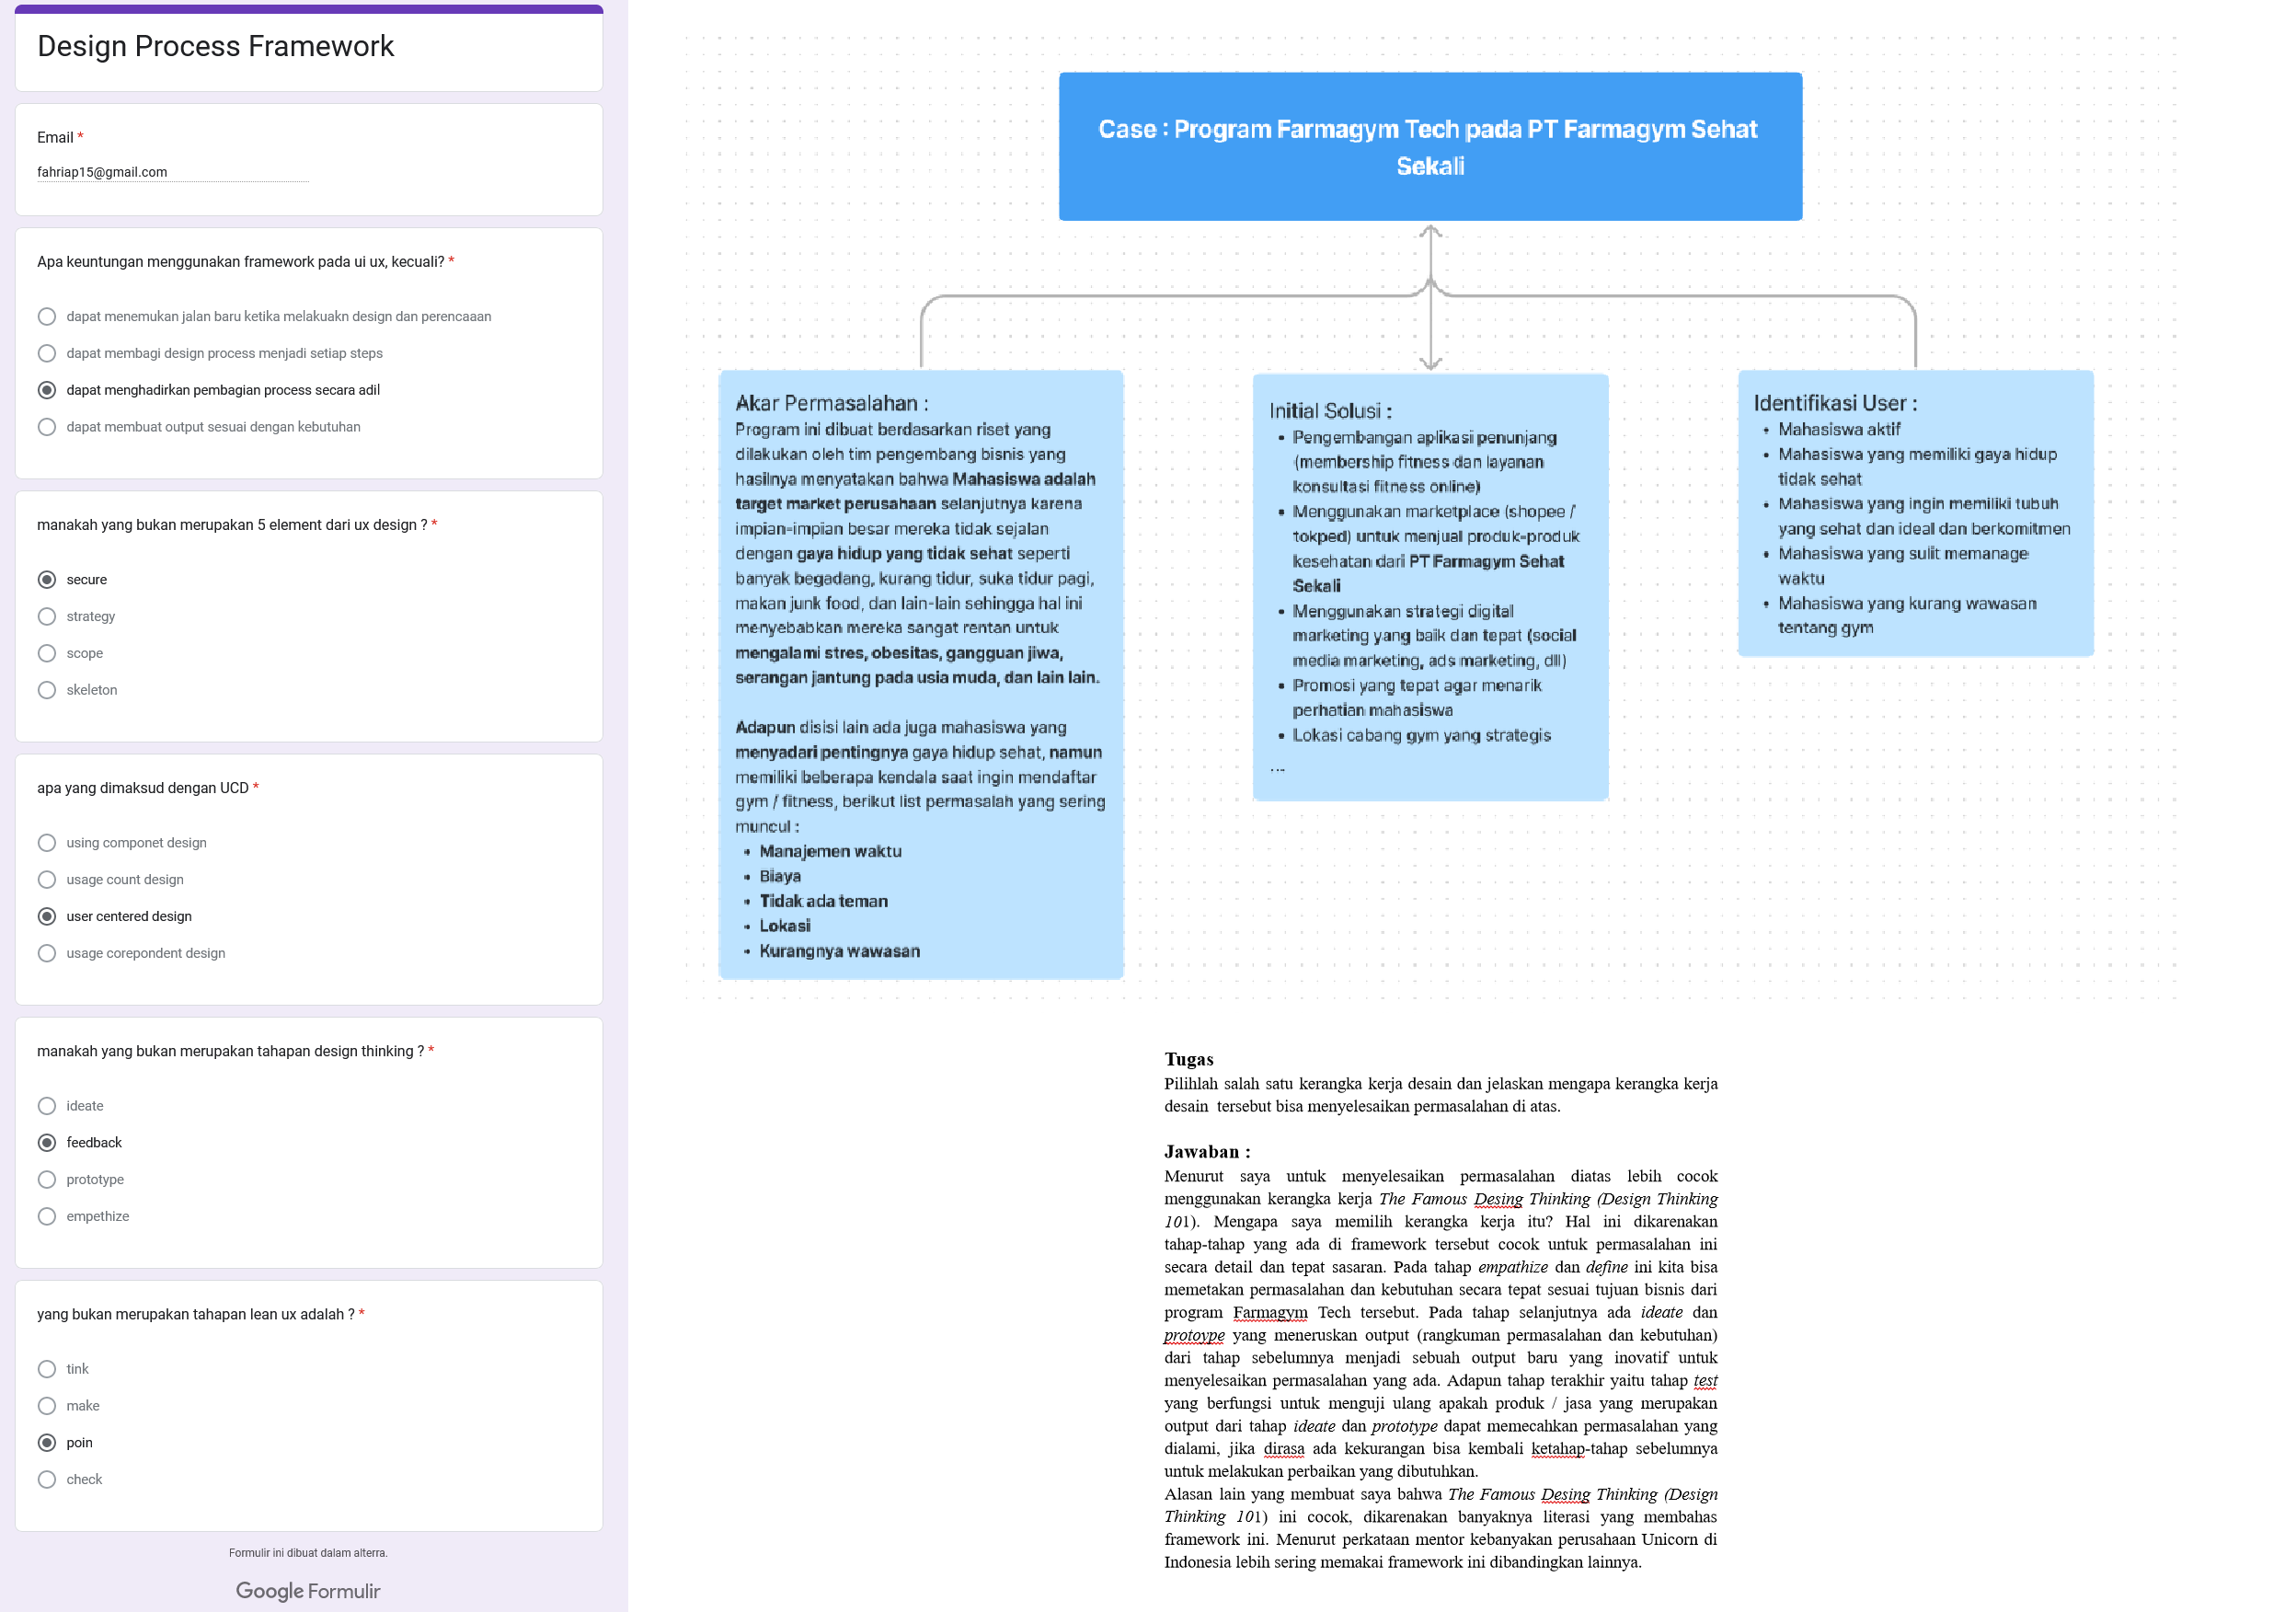 Design Process Framework
Email *
fahriap15@gmail.com
Apa keuntungan menggunakan framework pada ui ux, kecuali? *
dapat menemukan jalan baru ketika melakuakn design dan perencaaan
dapat membagi design process menjadi setiap steps
dapat menghadirkan pembagian process secara adil
dapat membuat output sesuai dengan kebutuhan
manakah yang bukan merupakan 5 element dari ux design ? *
secure
strategy
scope
skeleton
apa yang dimaksud dengan UCD *
using componet design
usage count design
user centered design
usage corepondent design
manakah yang bukan merupakan tahapan design thinking ? *
ideate
feedback
prototype
empethize
yang bukan merupakan tahapan lean ux adalah ? *
tink
make
poin
check
Formulir ini dibuat dalam alterra.
Google Formulir
Case : Program Farmagym Tech pada PT Farmagym Sehat
Sekali
Akar Permasalahan :
Program ini dibuat berdasarkan riset yang
dilakukan oleh tim pengembang bisnis yang
hasilnya menyatakan bahwa Mahasiswa adalah
target market perusahaan selanjutnya karena
impian-impian besar mereka tidak sejalan
dengan gaya hidup yang tidak sehat seperti
banyak begadang, kurang tidur, suka tidur pagi,
makan junk food, dan lain-lain sehingga hal ini
menyebabkan mereka sangat rentan untuk
mengalami stres, obesitas, gangguan jiwa,
serangan jantung pada usia muda, dan lain lain.
Adapun disisi lain ada juga mahasiswa yang
menyadari pentingnya gaya hidup sehat, namun
memiliki beberapa kendala saat ingin mendaftar
gym / fitness, berikut list permasalah yang sering
muncul :
• Manajemen waktu
• Biaya
• Tidak ada teman
• Lokasi
• Kurangnya wawasan
Initial Solusi :
• Pengembangan aplikasi penunjang
(membership fitness dan layanan
konsultasi fitness online)
• Menggunakan marketplace (shopee /
tokped) untuk menjual produk-produk
kesehatan dari PT Farmagym Sehat
Sekali
• Menggunakan strategi digital
marketing yang baik dan tepat (social
media marketing, ads marketing, dll)
• Promosi yang tepat agar menarik
perhatian mahasiswa
• Lokasi cabang gym yang strategis
...
Identifikasi User :
• Mahasiswa aktif
• Mahasiswa yang memiliki gaya hidup
tidak sehat
• Mahasiswa yang ingin memiliki tubuh
yang sehat dan ideal dan berkomitmen
• Mahasiswa yang sulit memanage
waktu
• Mahasiswa yang kurang wawasan
tentang gym
Tugas
Pilihlah salah satu kerangka kerja desain dan jelaskan mengapa kerangka kerja
desain tersebut bisa menyelesaikan permasalahan di atas.
Jawaban :
Menurut saya untuk menyelesaikan permasalahan diatas lebih cocok
menggunakan kerangka kerja The Famous Desing Thinking (Design Thinking
101). Mengapa saya memilih kerangka kerja itu? Hal ini dikarenakan
tahap-tahap yang ada di framework tersebut cocok untuk permasalahan ini
secara detail dan tepat sasaran. Pada tahap empathize dan define ini kita bisa
memetakan permasalahan dan kebutuhan secara tepat sesuai tujuan bisnis dari
program Farmagym Tech tersebut. Pada tahap selanjutnya ada ideate dan
protoype yang meneruskan output (rangkuman permasalahan dan kebutuhan)
dari tahap sebelumnya menjadi sebuah output baru yang inovatif untuk
menyelesaikan permasalahan yang ada. Adapun tahap terakhir yaitu tahap test
yang berfungsi untuk menguji ulang apakah produk / jasa yang merupakan
output dari tahap ideate dan prototype dapat memecahkan permasalahan yang
dialami, jika dirasa ada kekurangan bisa kembali ketahap-tahap sebelumnya
untuk melakukan perbaikan yang dibutuhkan.
Alasan lain yang membuat saya bahwa The Famous Desing Thinking (Design
Thinking 101) ini cocok, dikarenakan banyaknya literasi yang membahas
framework ini. Menurut perkataan mentor kebanyakan perusahaan Unicorn di
Indonesia lebih sering memakai framework ini dibandingkan lainnya.